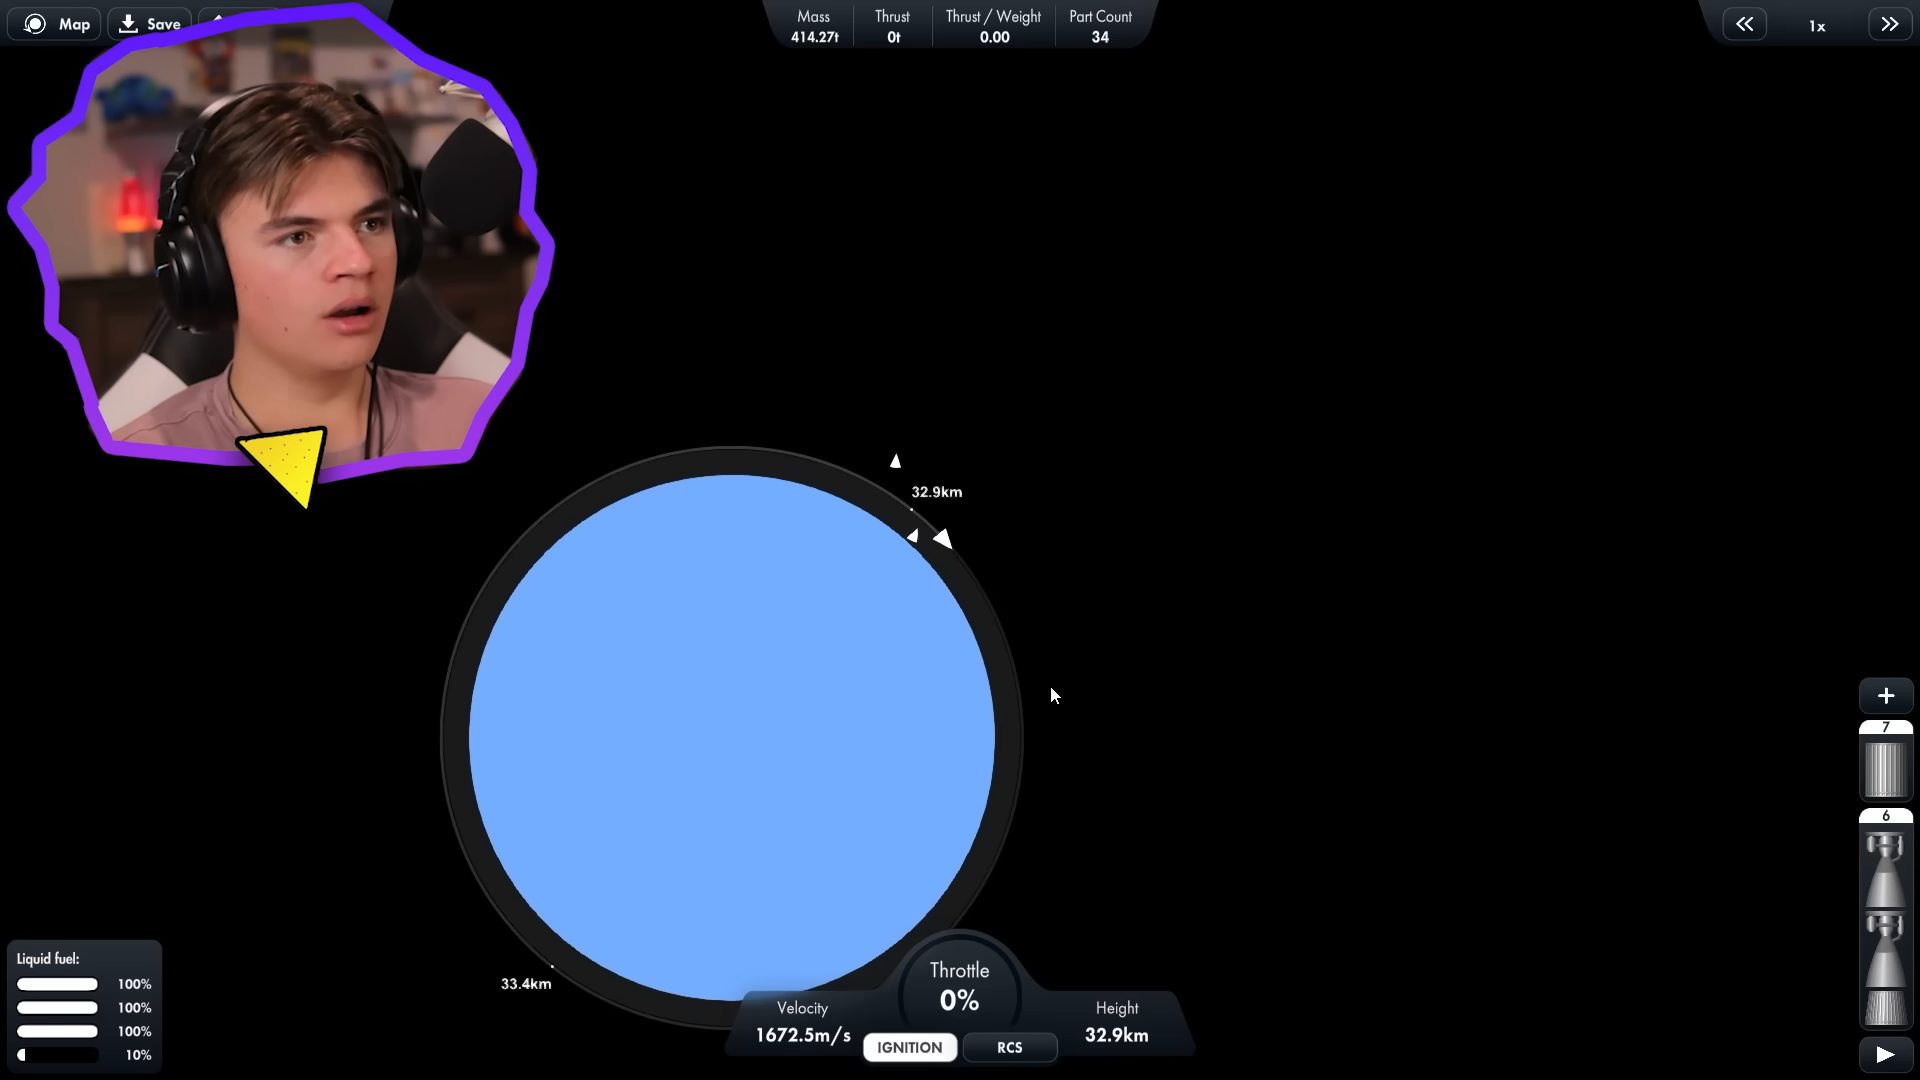 Map
Save
Mass
414.27t
Thrust
0t
Thrust / Weight
0.00
Part Count
34
1x
32.9km
33.4km
7
6
Liquid fuel:
100%
100%
100%
10%
Throttle
0%
Velocity
1672.5m/s
Height
32.9km
IGNITION
RCS